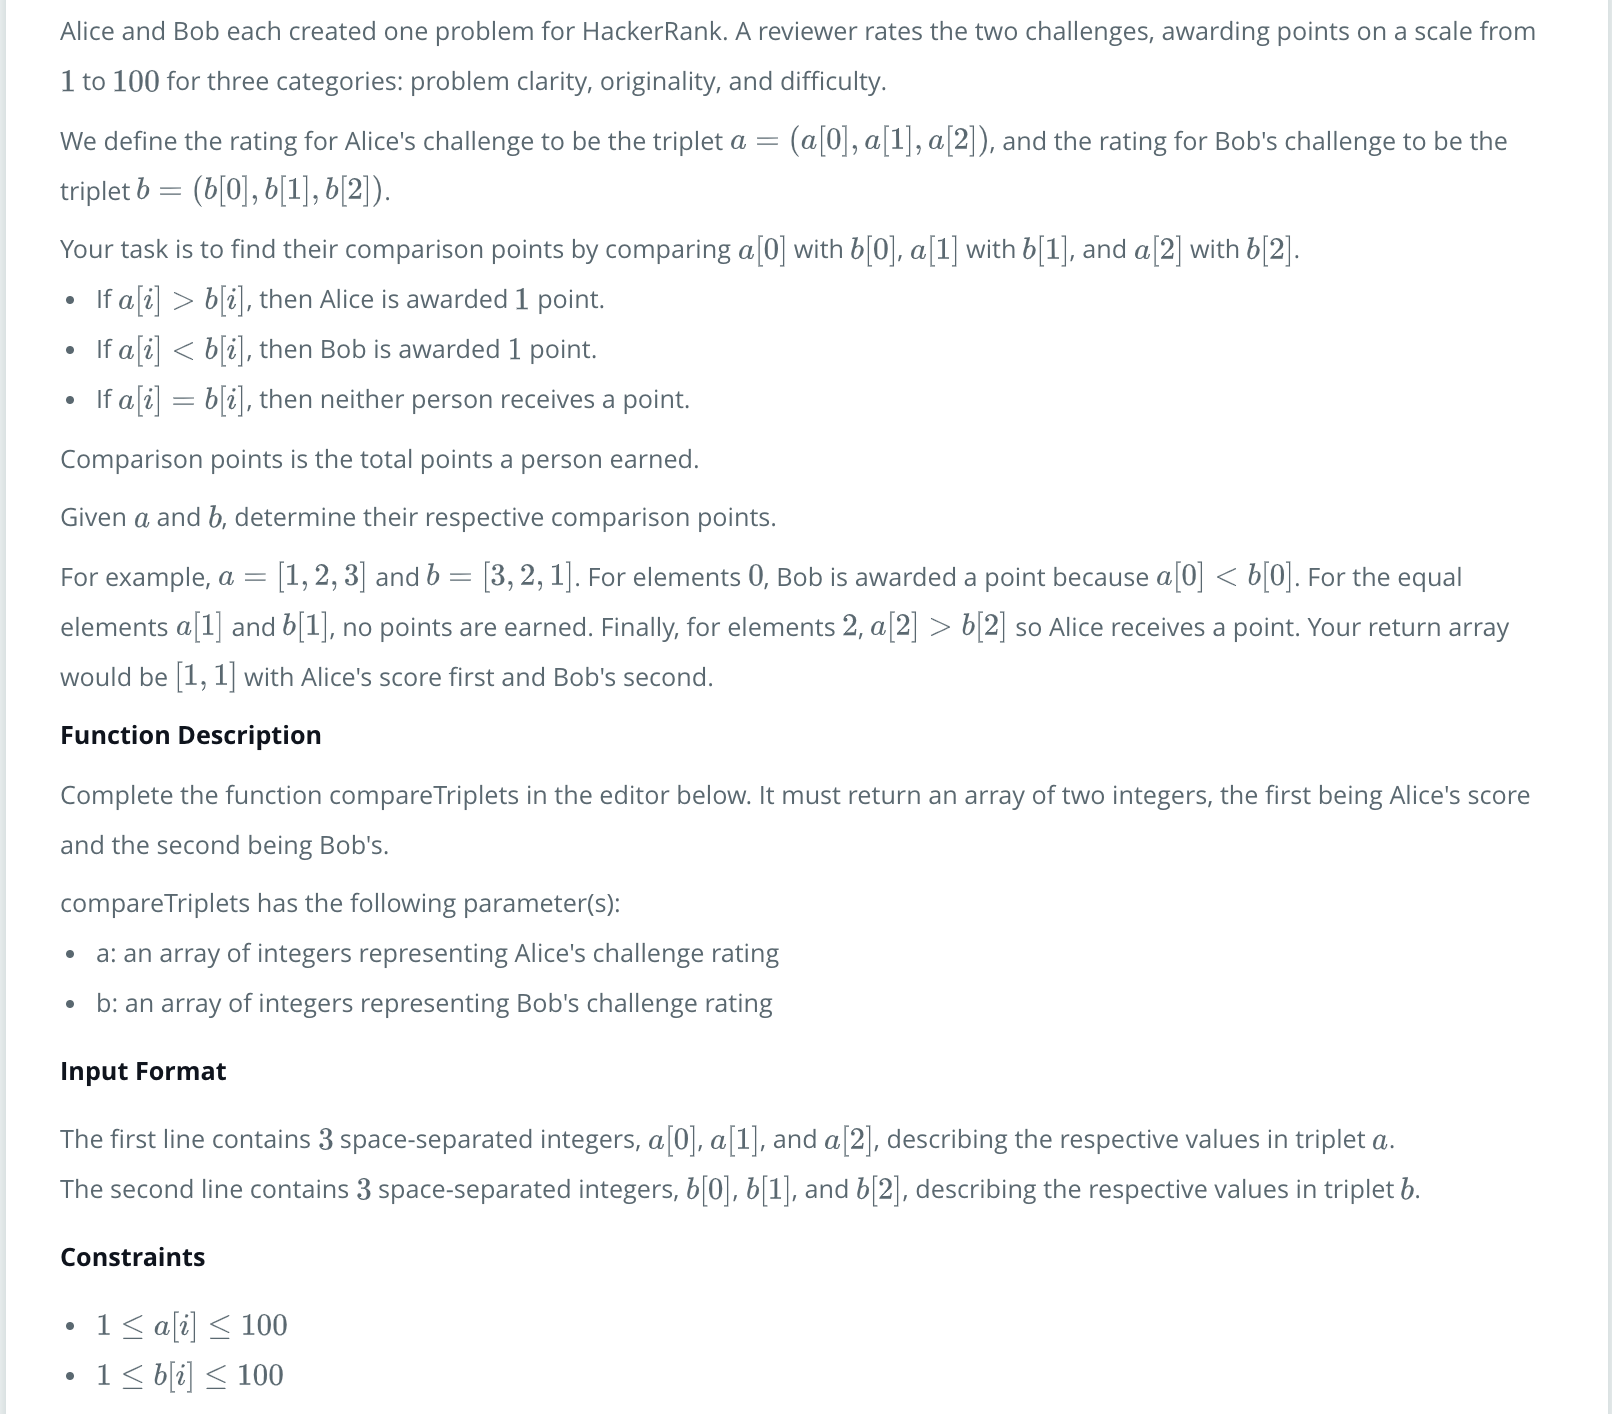 Alice and Bob each created one problem for HackerRank. A reviewer rates the two challenges, awarding points on a scale from
1 to 100 for three categories: problem clarity, originality, and difficulty.
We define the rating for Alice's challenge to be the triplet a = (a[0], a[1], a[2]), and the rating for Bob's challenge to be the
triplet b = (b[0], b[1], b[2]).
Your task is to find their comparison points by comparing a[0] with b[0], a[1] with b[1], and a[2] with b[2].
• If a[i] > b[i], then Alice is awarded 1 point.
• If a[i] < b[i], then Bob is awarded 1 point.
• If a[i] = b[i], then neither person receives a point.
Comparison points is the total points a person earned.
Given a and b, determine their respective comparison points.
For example, a = [1, 2, 3] and b = [3, 2, 1]. For elements 0, Bob is awarded a point because a[0] < b[0]. For the equal
elements a[1] and b[1], no points are earned. Finally, for elements 2, a[2] > b[2] so Alice receives a point. Your return array
would be [1, 1] with Alice's score first and Bob's second.
Function Description
Complete the function compareTriplets in the editor below. It must return an array of two integers, the first being Alice's score
and the second being Bob's.
compareTriplets has the following parameter(s):
• a: an array of integers representing Alice's challenge rating
• b: an array of integers representing Bob's challenge rating
Input Format
The first line contains 3 space-separated integers, a[0], a[1], and a[2], describing the respective values in triplet a.
The second line contains 3 space-separated integers, b[0], b[1], and b[2], describing the respective values in triplet b.
Constraints
• 1 ≤ a[i] ≤ 100
• 1 ≤ b[i] ≤ 100